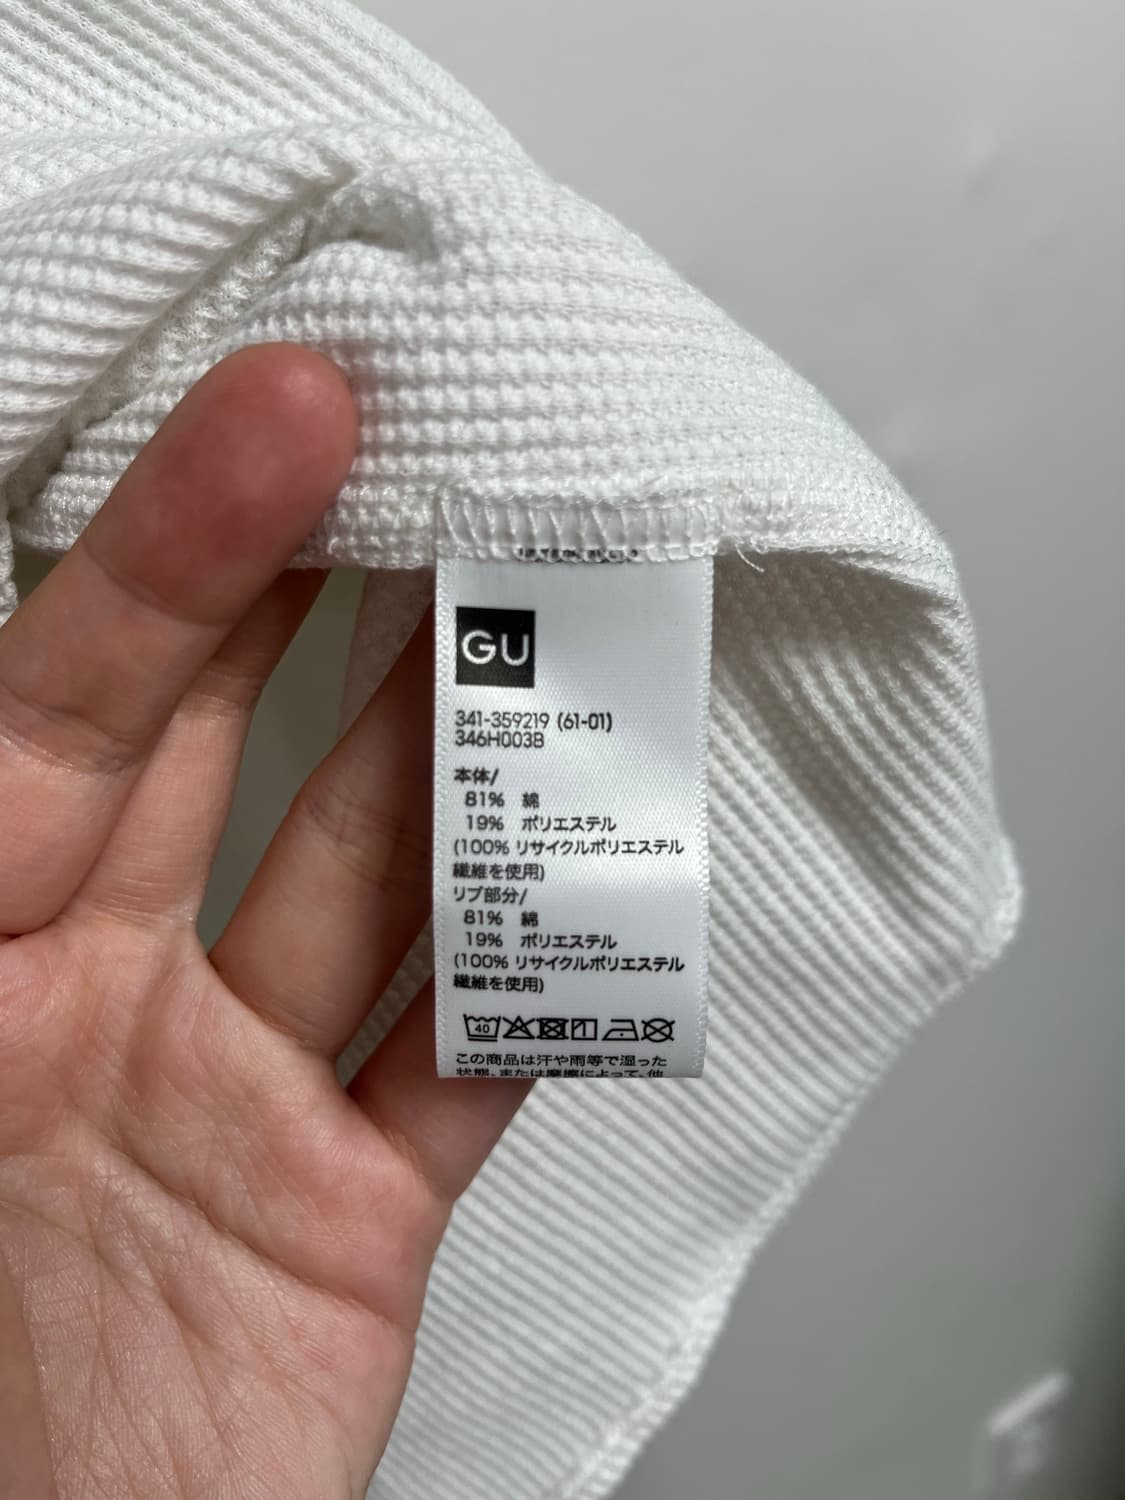 GU
341-359219 (61-01)
346H003B
本体/
81% 綿
19% ポリエステル
(100% リサイクルポリエステル
繊維を使用)
リブ部分/
81% 綿
19% ポリエステル
(100% リサイクルポリエステル
繊維を使用)
40
この商品は汗や雨等で湿った
状態、または摩擦によって、他